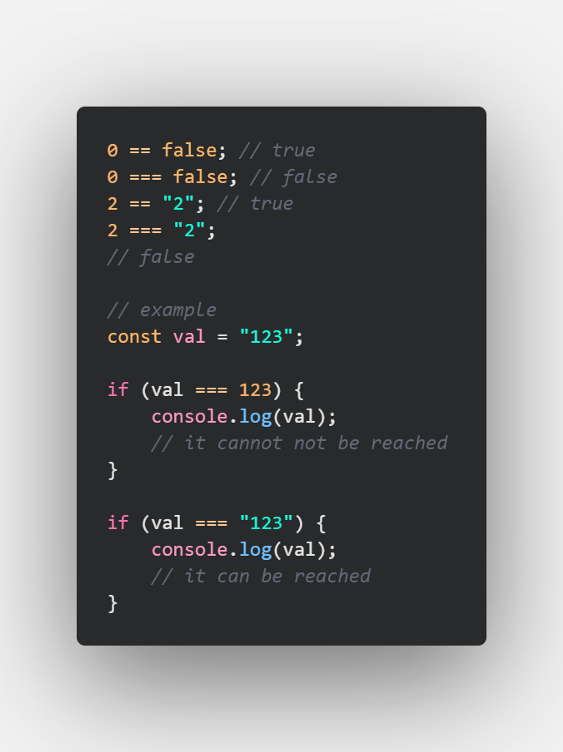 0 == false; // true
0 === false; // false
2 == "2"; // true
2 === "2";
// false
// example
const val = "123";
if (val === 123) {
    console.log(val);
    // it cannot not be reached
}
if (val === "123") {
    console.log(val);
    // it can be reached
}